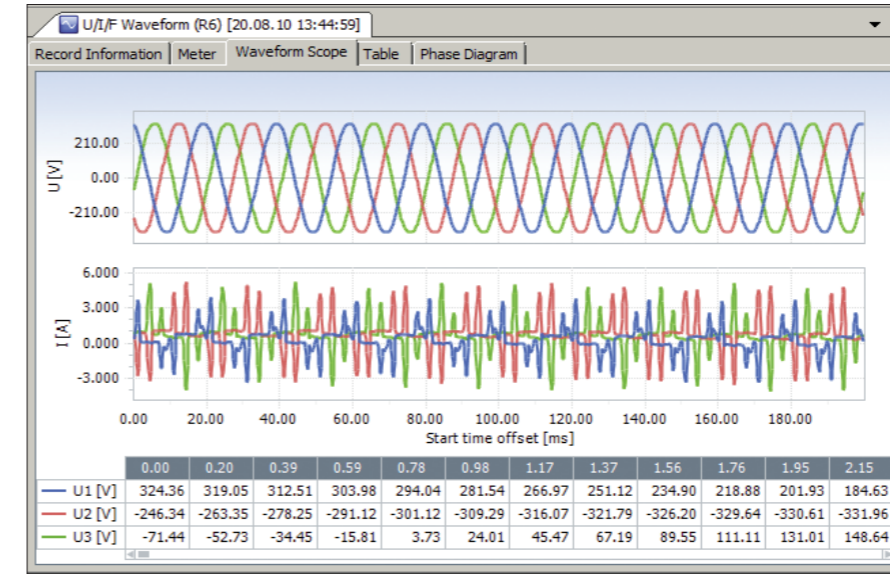 U/I/F Waveform (R6) [20.08.10 13:44:59]
Record Information Meter Waveform Scope Table Phase Diagram
210.00
0.00
-210.00
U [V]
6.000
3.000
0.000
-3.000
I [A]
0.00 20.00 40.00 60.00 80.00 100.00 120.00 140.00 160.00 180.00
Start time offset [ms]
0.00 0.20 0.39 0.59 0.78 0.98 1.17 1.37 1.56 1.76 1.95 2.15
U1 [V] 324.36 319.05 312.51 303.98 294.04 281.54 266.97 251.12 234.90 218.88 201.93 184.63
U2 [V] -246.34 -263.35 -278.25 -291.12 -301.12 -309.29 -316.07 -321.79 -326.20 -329.64 -330.61 -331.96
U3 [V] -71.44 -52.73 -34.45 -15.81 3.73 24.01 45.47 67.19 89.55 111.11 131.01 148.64